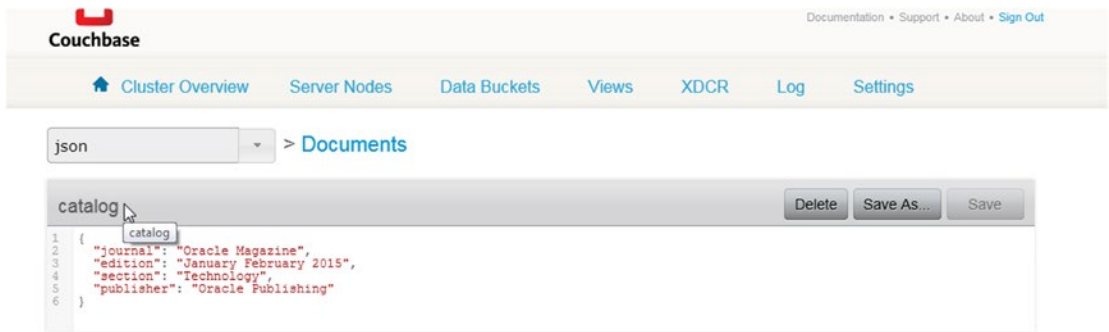 Couchbase
Documentation • Support • About • Sign Out
Cluster Overview Server Nodes Data Buckets Views XDCR Log Settings
json > Documents
catalog Delete Save As... Save
catalog
1 {
2 "journal": "Oracle Magazine",
3 "edition": "January February 2015",
4 "section": "Technology",
5 "publisher": "Oracle Publishing"
6 }